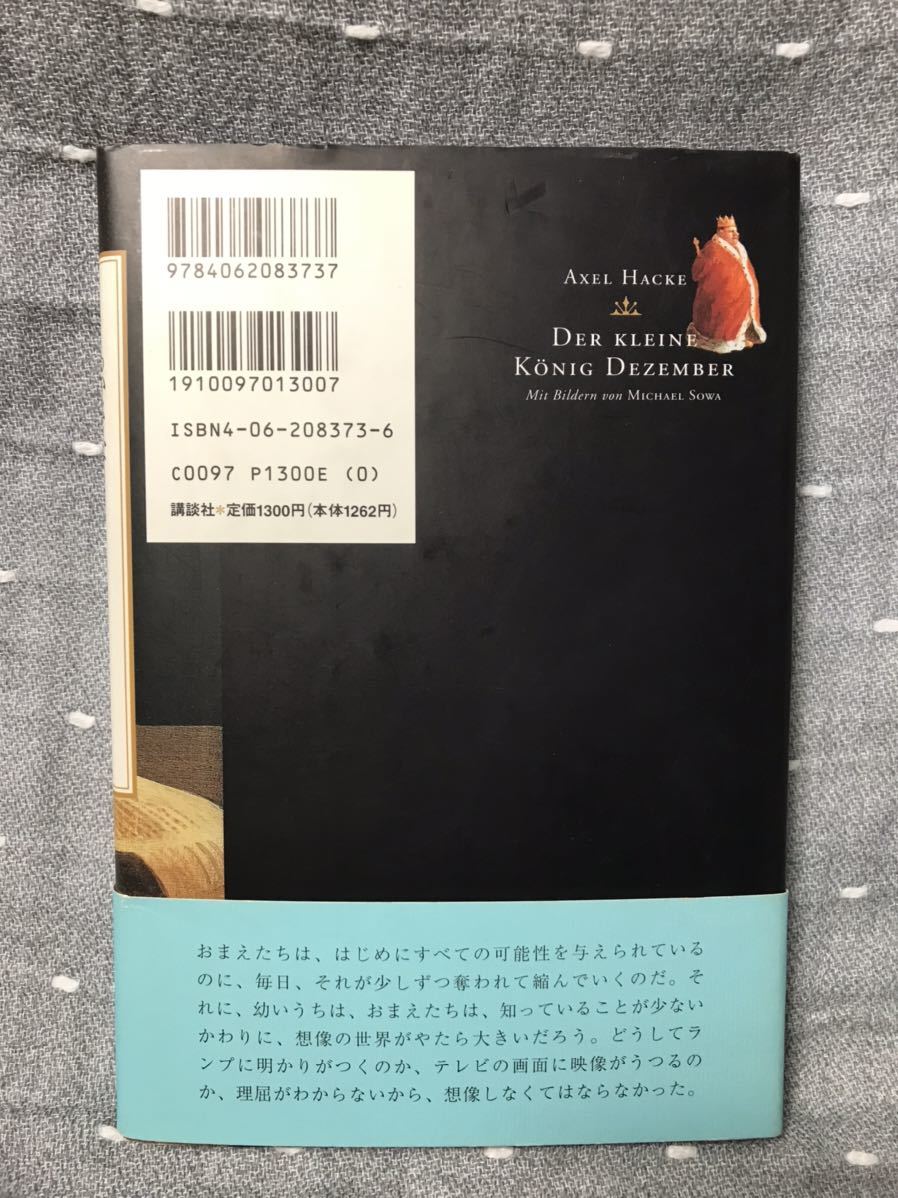 9784062083737
1910097013007
ISBN4-06-208373-6
C0097 P1300E (0)
講談社*定価1300円(本体1262円)
AXEL HACKE
DER KLEINE
KÖNIG DEZEMBER
Mit Bildern von MICHAEL SOWA
おまえたちは、はじめにすべての可能性を与えられている
のに、毎日、それが少しずつ奪われて縮んでいくのだ。そ
れに、幼いうちは、おまえたちは、知っていることが少ない
かわりに、想像の世界がやたら大きいだろう。どうしてラ
ンプに明かりがつくのか、テレビの画面に映像がうつるの
か、理屈がわからないから、想像しなくてはならなかった。